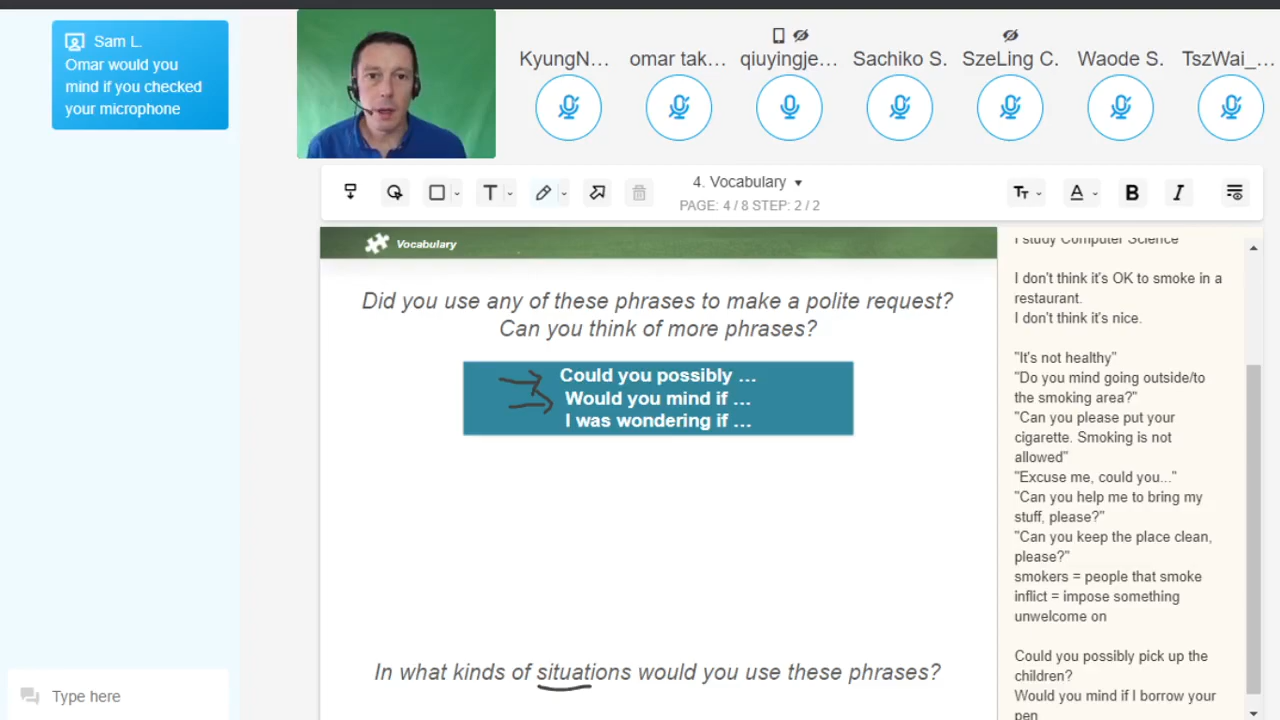 Sam L.
Omar would you
mind if you checked
your microphone
KyungN...
omar tak...
qiuyingje...
Sachiko S.
SzeLing C.
Waode S.
TszWai_...
4. Vocabulary
PAGE: 4 / 8 STEP: 2 / 2
Vocabulary
Did you use any of these phrases to make a polite request?
Can you think of more phrases?
Could you possibly ...
Would you mind if ...
I was wondering if ...
In what kinds of situations would you use these phrases?
I study Computer Science
I don't think it's OK to smoke in a
restaurant.
I don't think it's nice.
"It's not healthy"
"Do you mind going outside/to
the smoking area?"
"Can you please put your
cigarette. Smoking is not
allowed"
"Excuse me, could you..."
"Can you help me to bring my
stuff, please?"
"Can you keep the place clean,
please?"
smokers = people that smoke
inflict = impose something
unwelcome on
Could you possibly pick up the
children?
Would you mind if I borrow your
pen
Type here